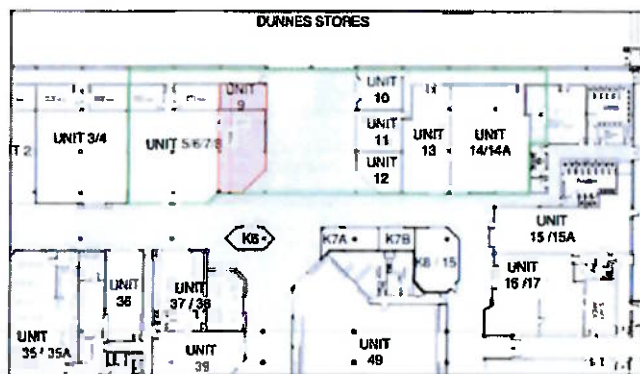 DUNNES STORES
UNIT
9
UNIT
10
UNIT 3/4
UNIT 5/6/7/8
UNIT
11
UNIT
13
UNIT
14/14A
UNIT
12
UNIT
15 /15A
K6
K7A
K7B
K8 / 15
UNIT
36
UNIT
37 / 38
UNIT
16 /17
UNIT
35 / 35A
UNIT
39
UNIT
49